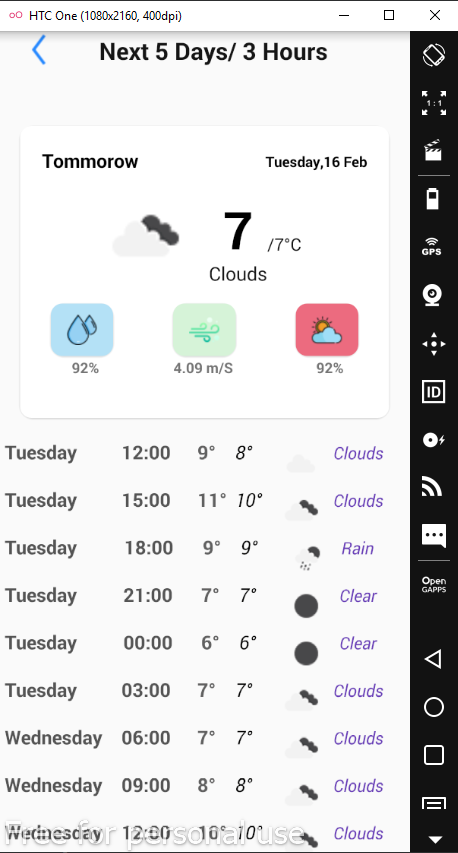 HTC One (1080x2160, 400dpi)
Next 5 Days/ 3 Hours
1:1
Tommorow Tuesday,16 Feb
GPS
7 /7°C
Clouds
92% 4.09 m/S 92%
ID
Tuesday 12:00 9° 8° Clouds
Tuesday 15:00 11° 10° Clouds
Tuesday 18:00 9° 9° Rain
Open
GAPPS
Tuesday 21:00 7° 7° Clear
Tuesday 00:00 6° 6° Clear
Tuesday 03:00 7° 7° Clouds
Wednesday 06:00 7° 7° Clouds
Wednesday 09:00 8° 8° Clouds
Wednesday 12:00 10° 10° Clouds
Free for personal use